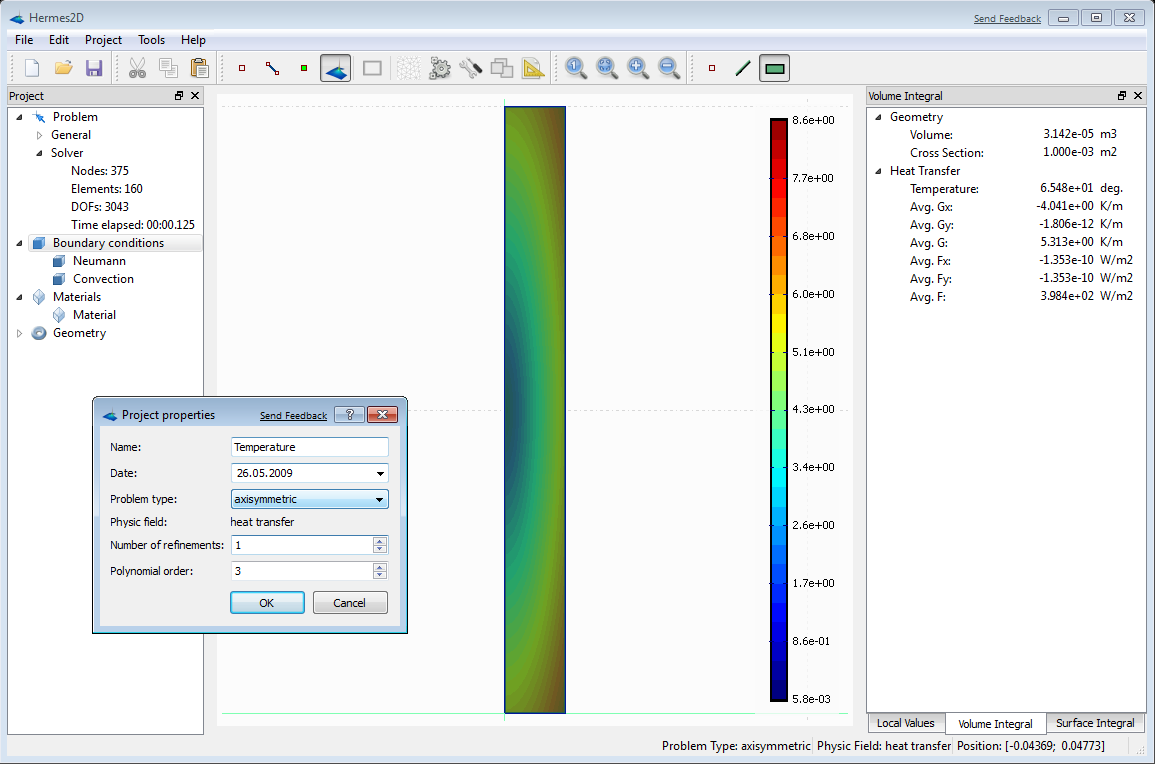 Hermes2D
Send Feedback
File Edit Project Tools Help
Project
Problem
General
Solver
Nodes: 375
Elements: 160
DOFs: 3043
Time elapsed: 00:00.125
Boundary conditions
Neumann
Convection
Materials
Material
Geometry
Project properties
Send Feedback
?
Name: Temperature
Date: 26.05.2009
Problem type: axisymmetric
Physic field: heat transfer
Number of refinements: 1
Polynomial order: 3
OK Cancel
8.6e+00
7.7e+00
6.8e+00
6.0e+00
5.1e+00
4.3e+00
3.4e+00
2.6e+00
1.7e+00
8.6e-01
5.8e-03
Volume Integral
Geometry
Volume: 3.142e-05 m3
Cross Section: 1.000e-03 m2
Heat Transfer
Temperature: 6.548e+01 deg.
Avg. Gx: -4.041e+00 K/m
Avg. Gy: -1.806e-12 K/m
Avg. G: 5.313e+00 K/m
Avg. Fx: -1.353e-10 W/m2
Avg. Fy: -1.353e-10 W/m2
Avg. F: 3.984e+02 W/m2
Local Values Volume Integral Surface Integral
Problem Type: axisymmetric Physic Field: heat transfer Position: [-0.04369; 0.04773]